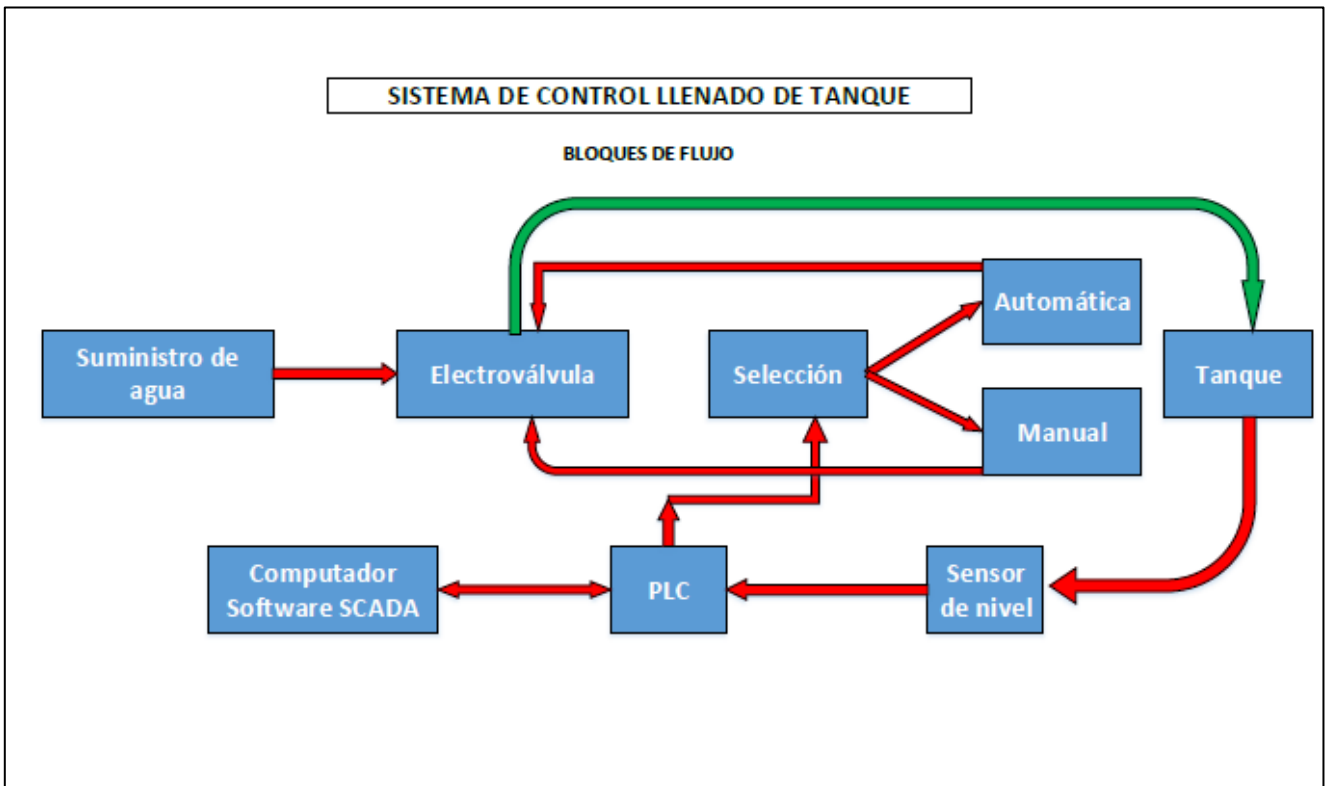 SISTEMA DE CONTROL LLENADO DE TANQUE
BLOQUES DE FLUJO
Suministro de
agua
Electroválvula
Selección
Automática
Manual
Tanque
Computador
Software SCADA
PLC
Sensor
de nivel